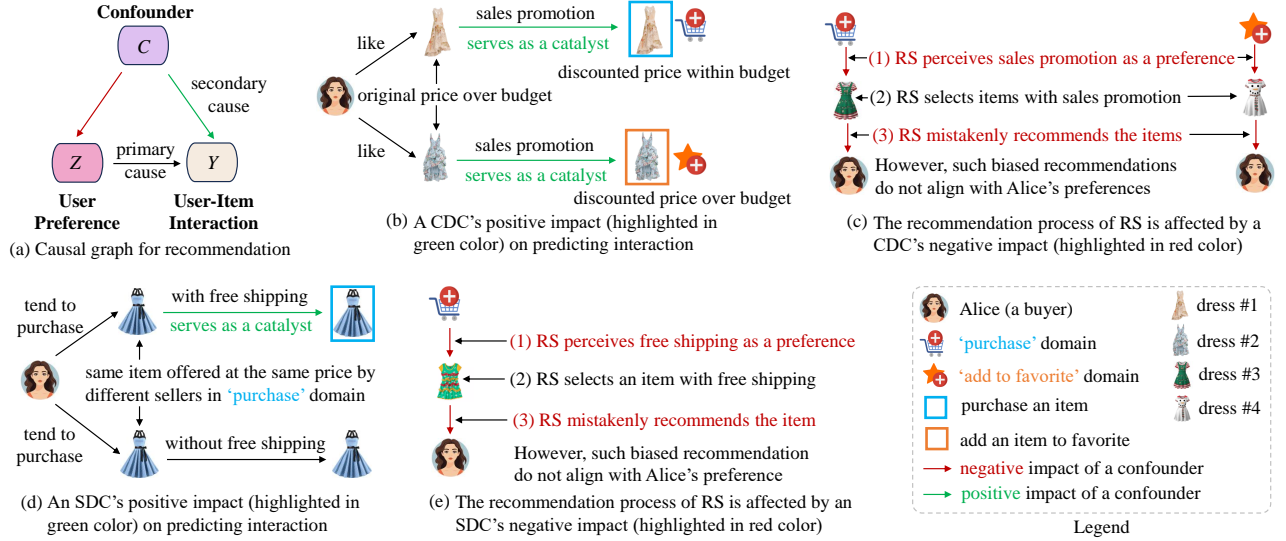 Confounder
C
secondary
cause
Z
primary
cause
Y
User
Preference
User-Item
Interaction
(a) Causal graph for recommendation
like
sales promotion
serves as a catalyst
discounted price within budget
original price over budget
like
sales promotion
serves as a catalyst
discounted price over budget
(b) A CDC's positive impact (highlighted in
green color) on predicting interaction
(1) RS perceives sales promotion as a preference
(2) RS selects items with sales promotion
(3) RS mistakenly recommends the items
However, such biased recommendations
do not align with Alice's preferences
(c) The recommendation process of RS is affected by a
CDC's negative impact (highlighted in red color)
tend to
purchase
with free shipping
serves as a catalyst
same item offered at the same price by
different sellers in 'purchase' domain
tend to
purchase
without free shipping
(d) An SDC's positive impact (highlighted in
green color) on predicting interaction
(1) RS perceives free shipping as a preference
(2) RS selects an item with free shipping
(3) RS mistakenly recommends the item
However, such biased recommendation
do not align with Alice's preference
(e) The recommendation process of RS is affected by an
SDC's negative impact (highlighted in red color)
Alice (a buyer)
'purchase' domain
'add to favorite' domain
purchase an item
add an item to favorite
negative impact of a confounder
positive impact of a confounder
dress #1
dress #2
dress #3
dress #4
Legend